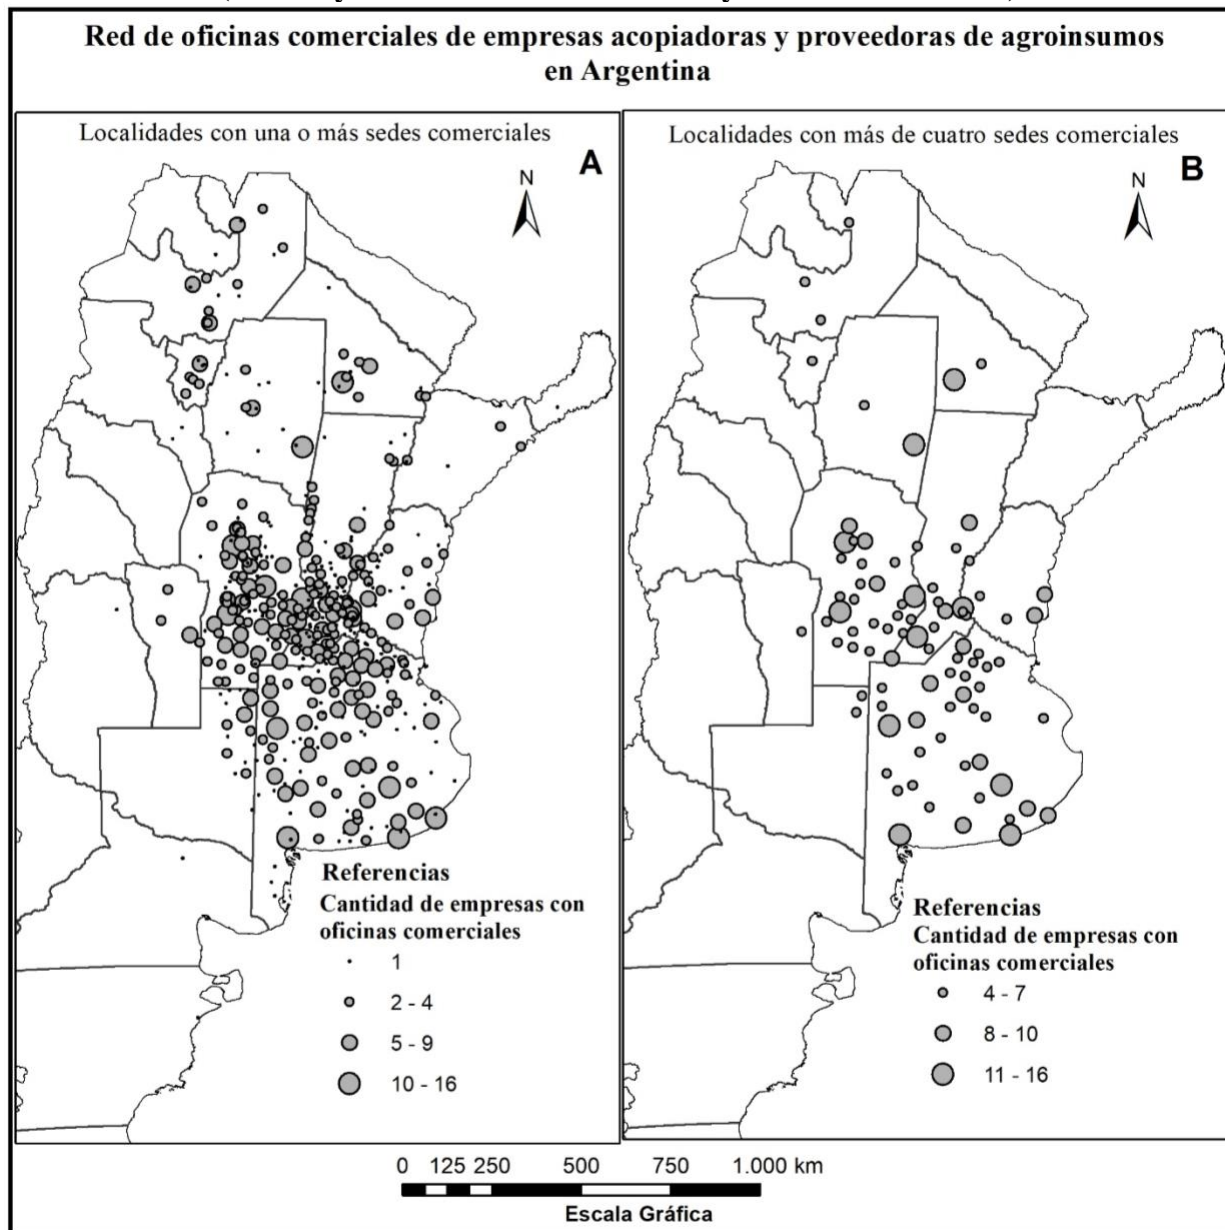 Red de oficinas comerciales de empresas acopiadoras y proveedoras de agroinsumos
en Argentina
Localidades con una o más sedes comerciales
A
N
Referencias
Cantidad de empresas con
oficinas comerciales
1
2 - 4
5 - 9
10 - 16
Localidades con más de cuatro sedes comerciales
B
N
Referencias
Cantidad de empresas con
oficinas comerciales
4 - 7
8 - 10
11 - 16
0 125 250 500 750 1.000 km
Escala Gráfica